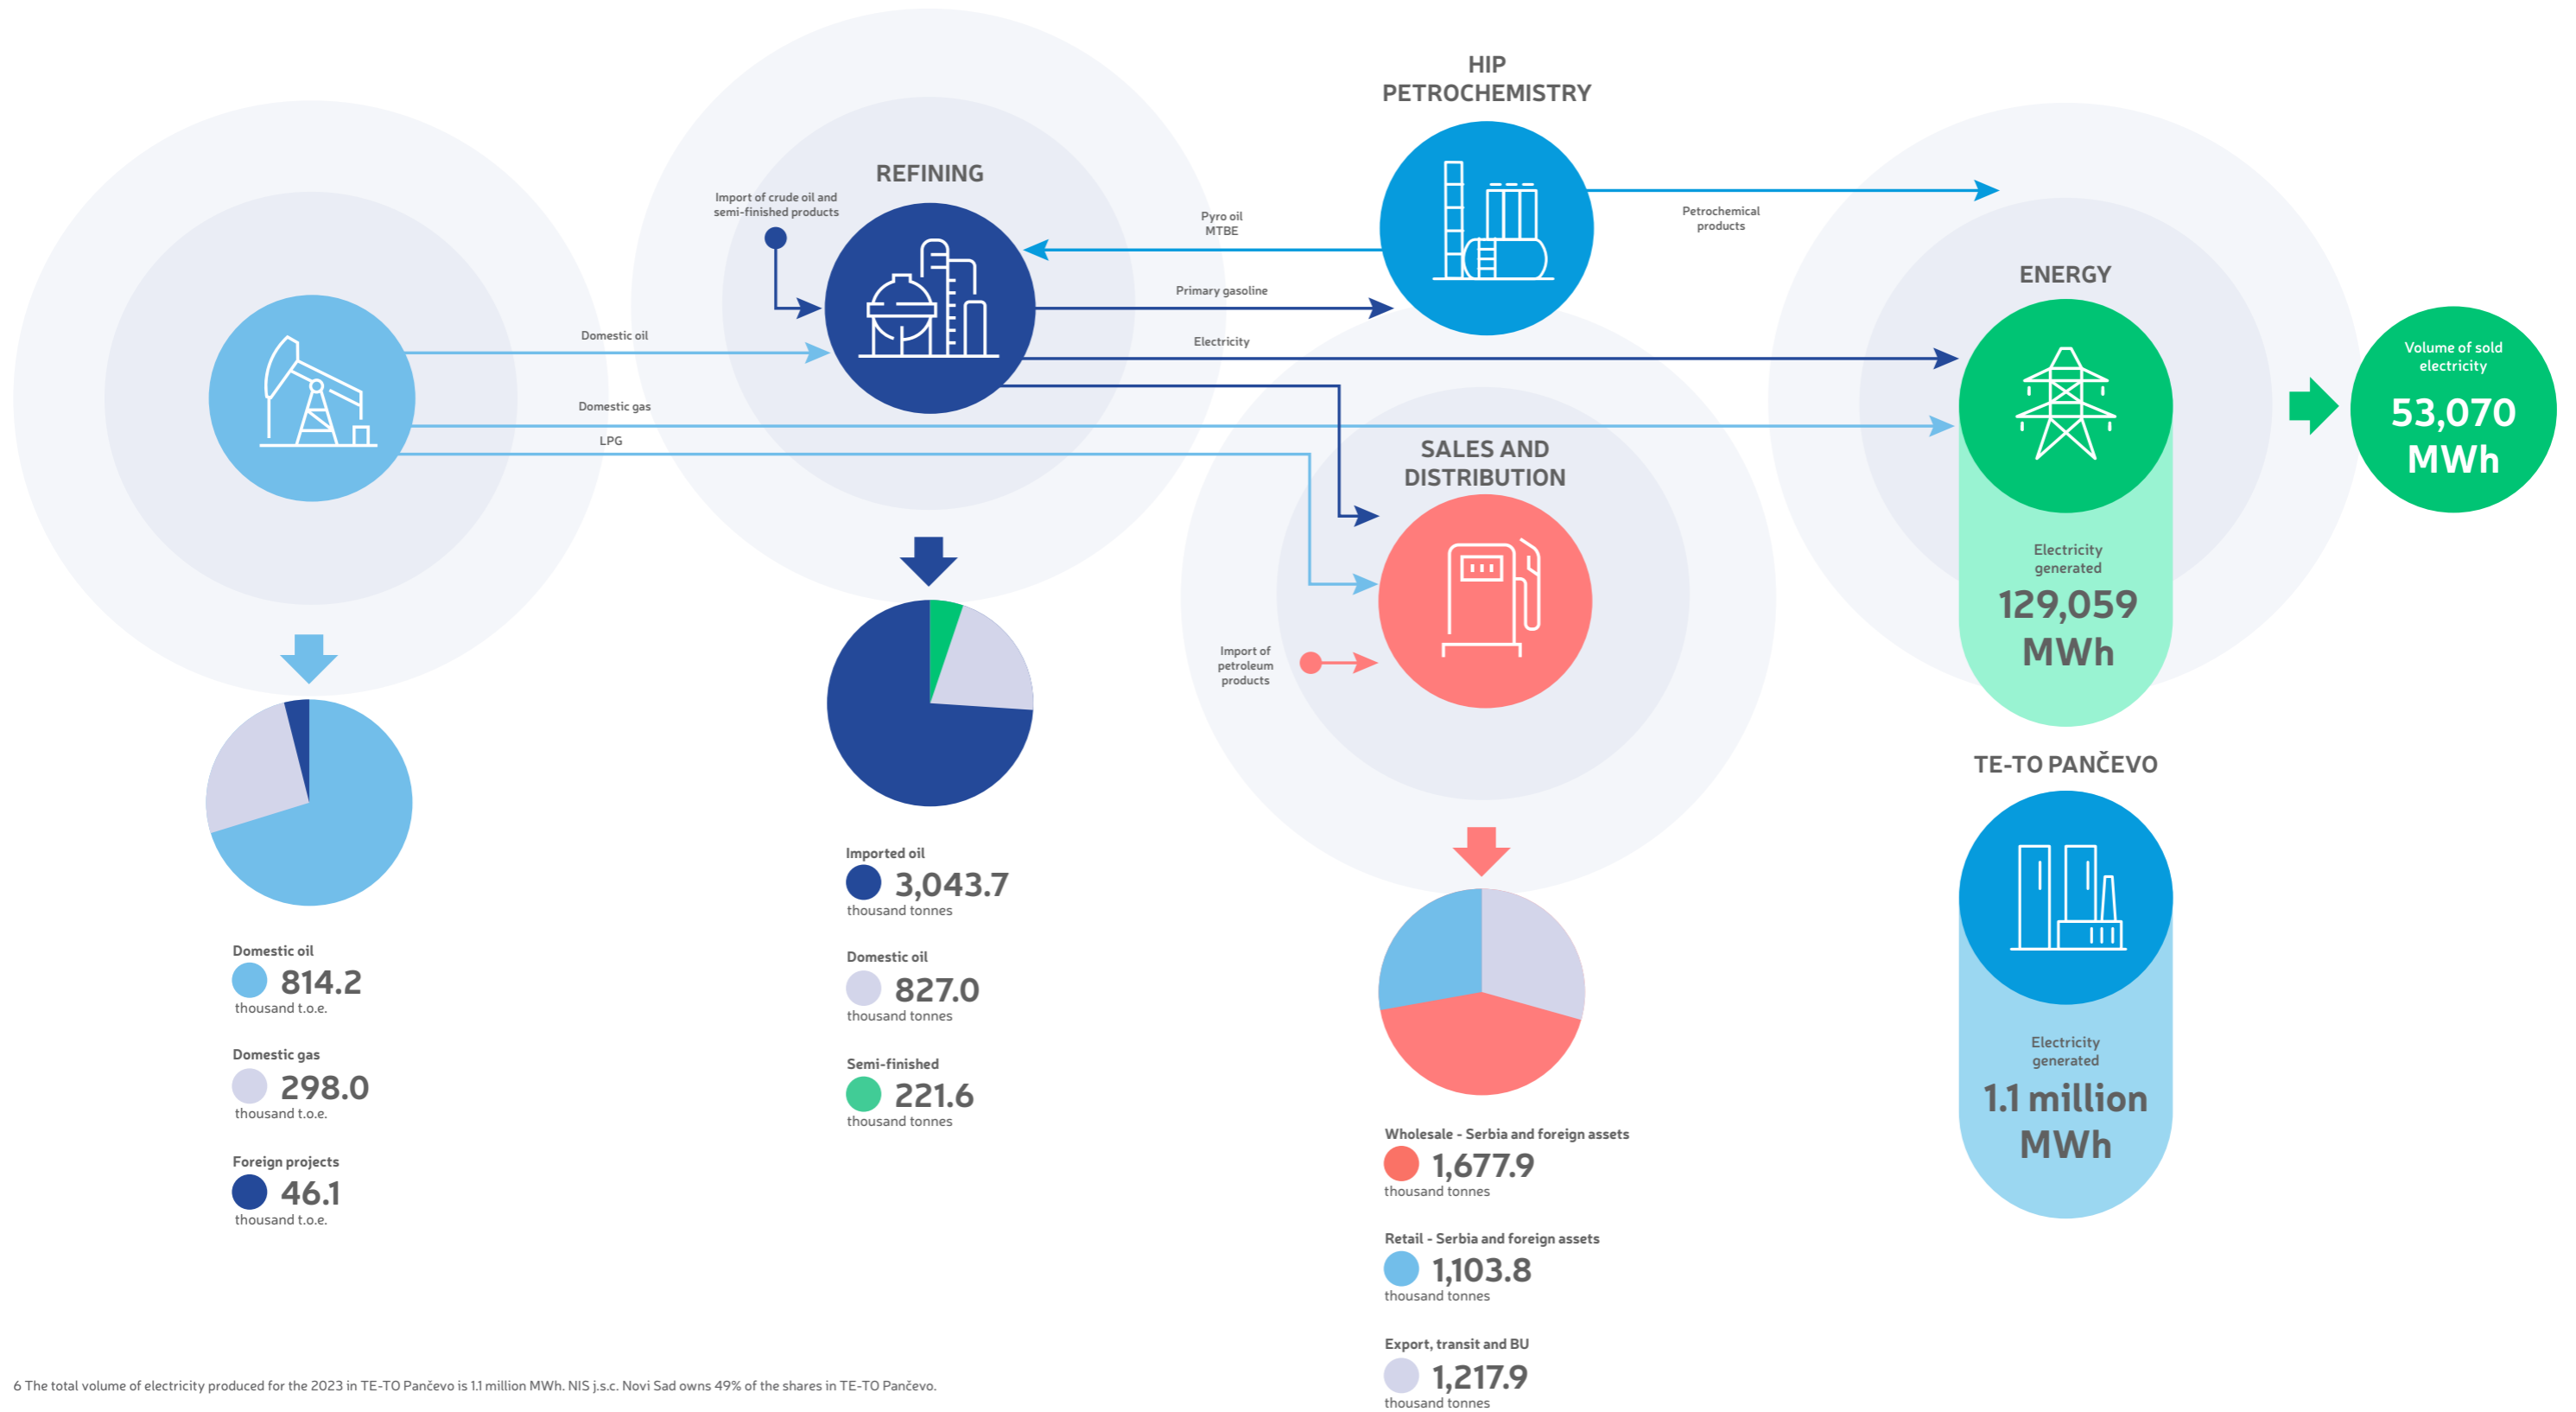 HIP
PETROCHEMISTRY
REFINING
Import of crude oil and
semi-finished products
Pyro oil
MTBE
Petrochemical
products
ENERGY
Primary gasoline
Domestic oil
Electricity
Volume of sold
electricity
53,070
MWh
Domestic gas
LPG
SALES AND
DISTRIBUTION
Electricity
generated
129,059
MWh
Import of
petroleum
products
TE-TO PANČEVO
Electricity
generated
1.1 million
MWh
Domestic oil
814.2
thousand t.o.e.
Domestic gas
298.0
thousand t.o.e.
Foreign projects
46.1
thousand t.o.e.
Imported oil
3,043.7
thousand tonnes
Domestic oil
827.0
thousand tonnes
Semi-finished
221.6
thousand tonnes
Wholesale - Serbia and foreign assets
1,677.9
thousand tonnes
Retail - Serbia and foreign assets
1,103.8
thousand tonnes
Export, transit and BU
1,217.9
thousand tonnes
6 The total volume of electricity produced for the 2023 in TE-TO Pančevo is 1.1 million MWh. NIS j.s.c. Novi Sad owns 49% of the shares in TE-TO Pančevo.